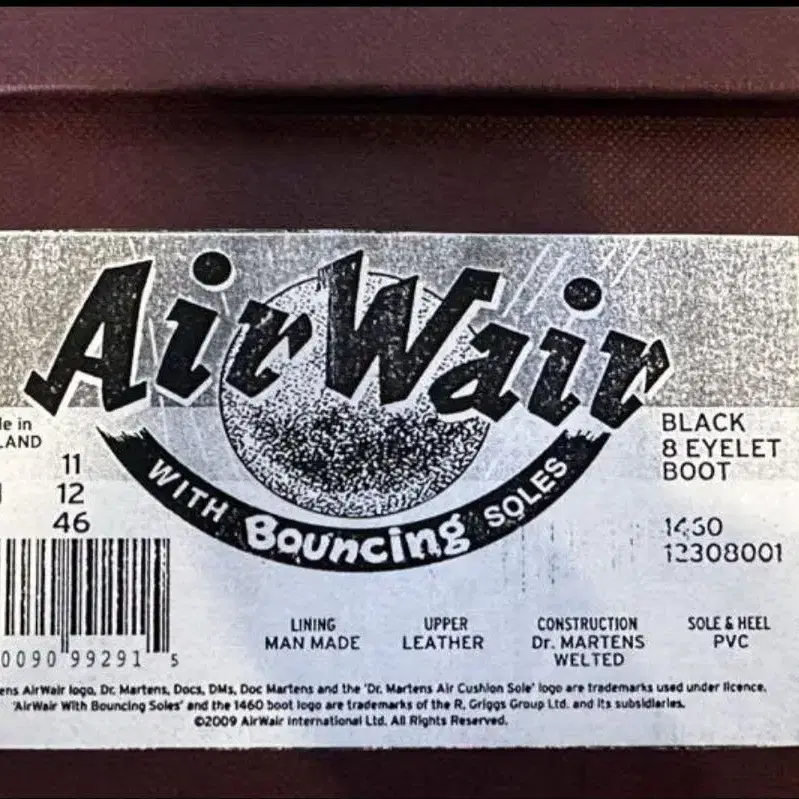 AirWair
WITH Bouncing SOLES
de in
LAND
11
12
46
0090 99291 5
BLACK
8 EYELET
BOOT
1460
12308001
LINING
MAN MADE
UPPER
LEATHER
CONSTRUCTION
Dr. MARTENS
WELTED
SOLE & HEEL
PVC
ens AirWair logo, Dr. Martens, Docs, DMs, Doc Martens and the 'Dr. Martens Air Cushion Sole' logo are trademarks used under licence.
'AirWair With Bouncing Soles' and the 1460 boot logo are trademarks of the R. Griggs Group Ltd. and its subsidiaries.
©2009 AirWair International Ltd. All Rights Reserved.